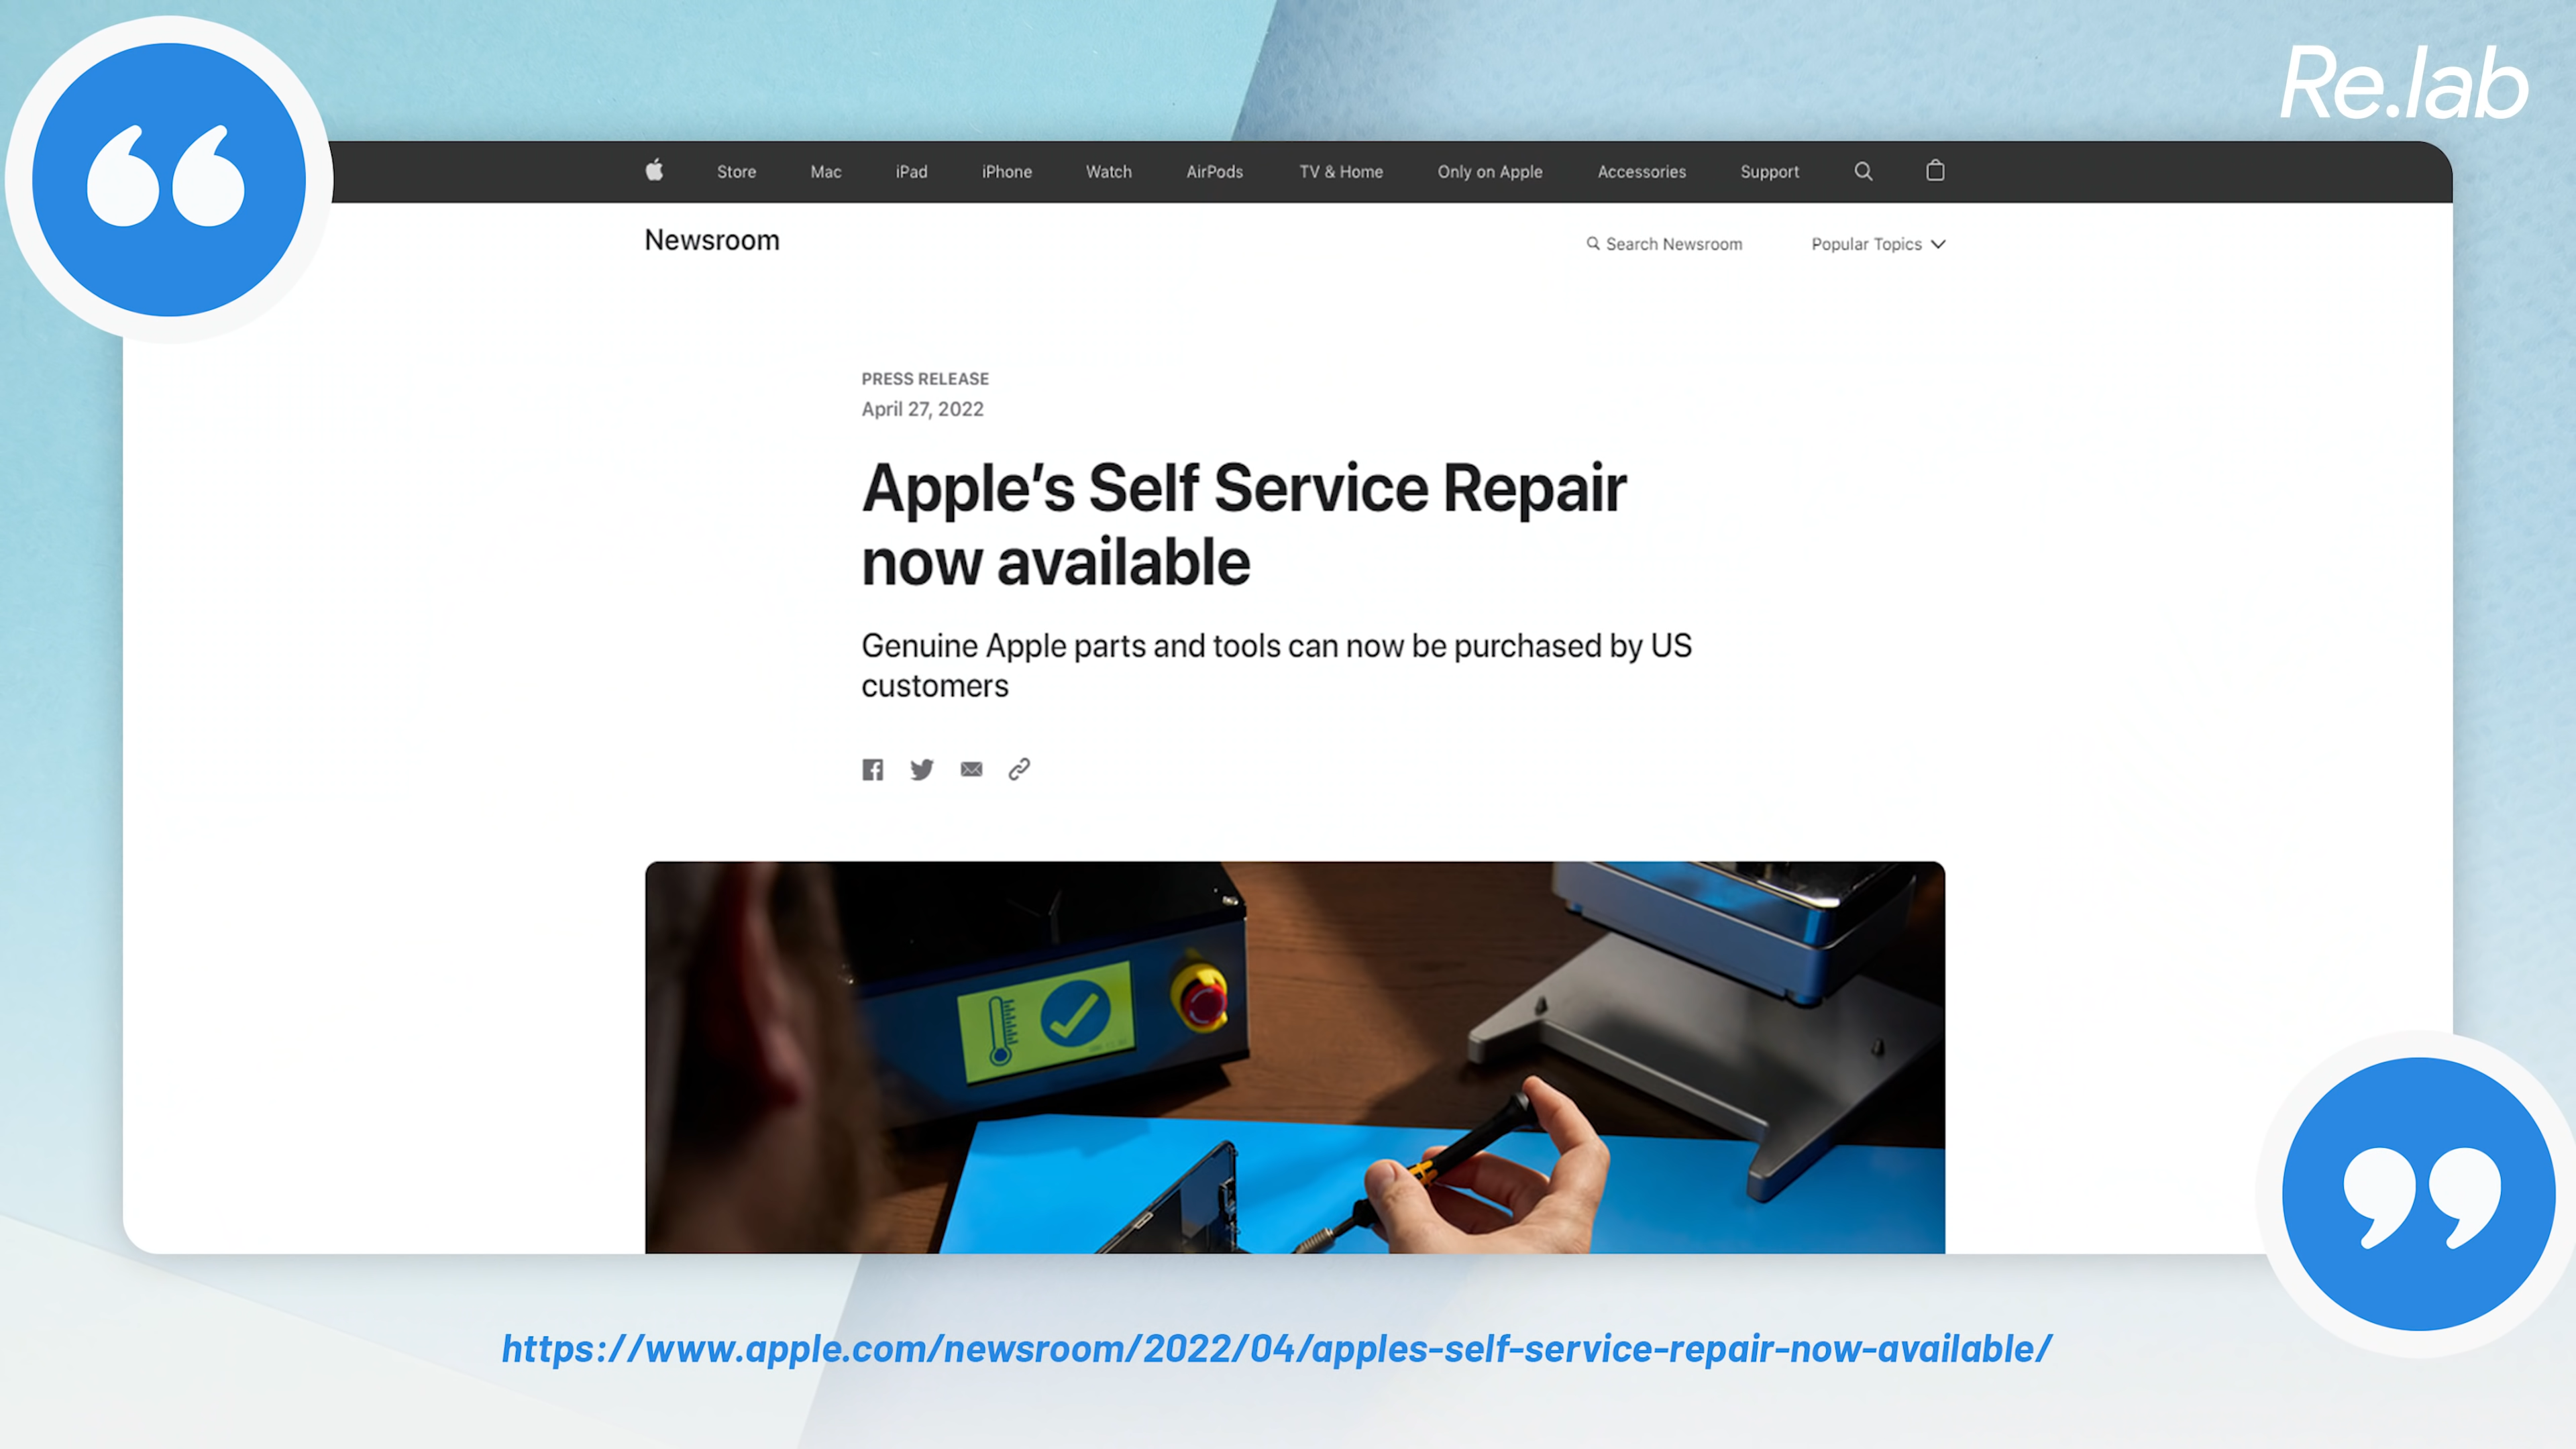 Re.lab
Store Mac iPad iPhone Watch AirPods TV & Home Only on Apple Accessories Support
Newsroom
Search Newsroom Popular Topics
PRESS RELEASE
April 27, 2022
Apple’s Self Service Repair
now available
Genuine Apple parts and tools can now be purchased by US
customers
https://www.apple.com/newsroom/2022/04/apples-self-service-repair-now-available/